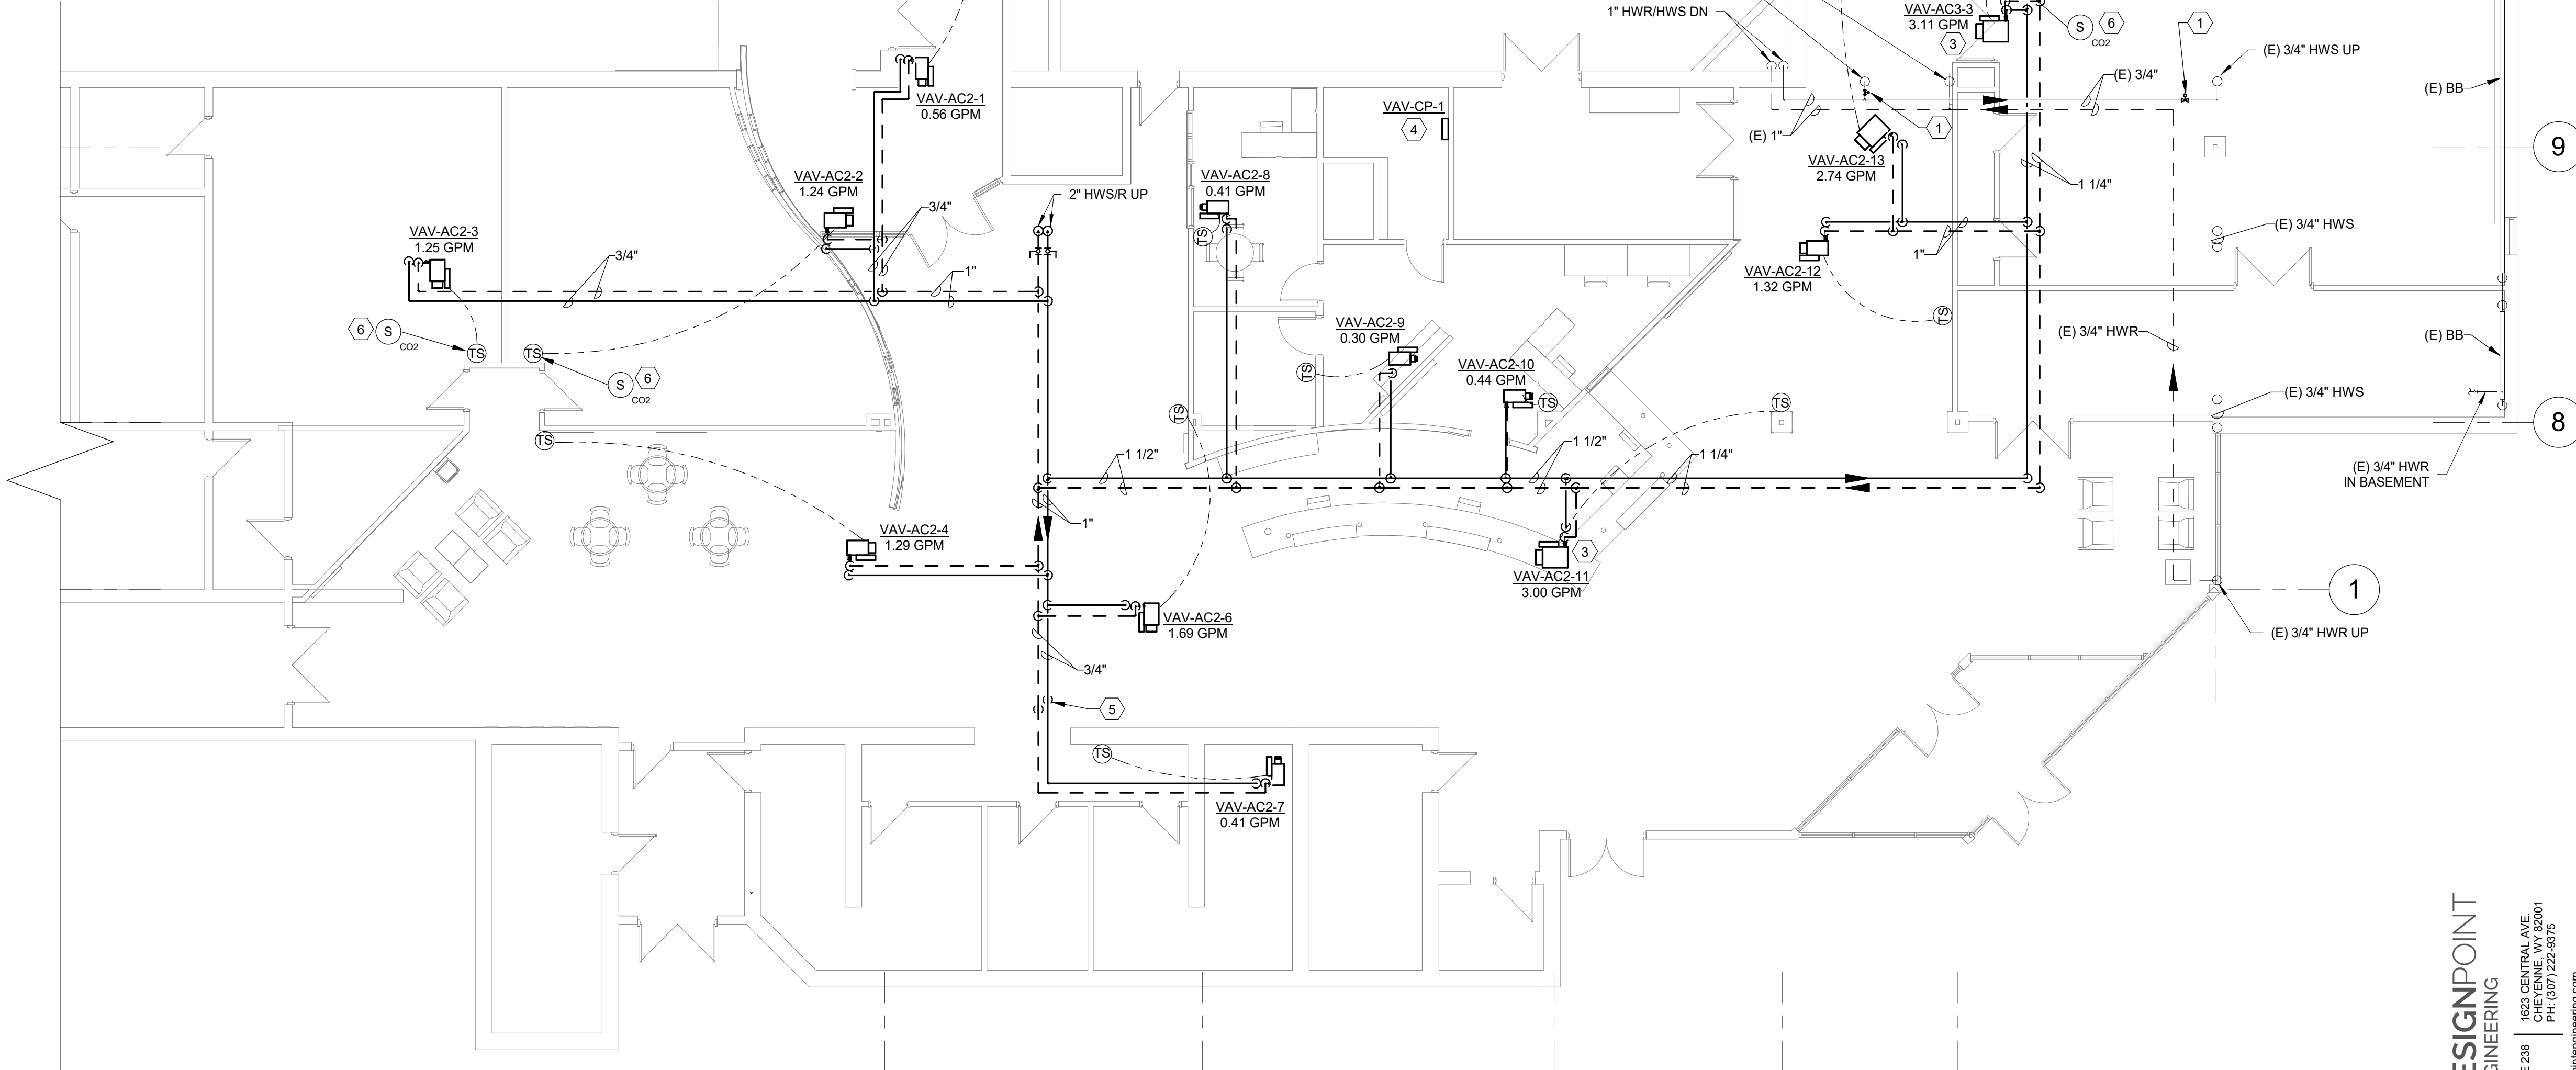 1" HWR/HWS DN
VAV-AC3-3
3.11 GPM
3
S
CO2
6
1
(E) 3/4" HWS UP
(E) 3/4"
(E) BB
VAV-AC2-1
0.56 GPM
VAV-CP-1
4
(E) 1"
1
9
VAV-AC2-13
2.74 GPM
1 1/4"
VAV-AC2-2
1.24 GPM
2" HWS/R UP
VAV-AC2-8
0.41 GPM
TS
3/4"
VAV-AC2-3
1.25 GPM
3/4"
1"
(E) 3/4" HWS
1"
VAV-AC2-12
1.32 GPM
TS
6
S
CO2
TS
TS
S
6
CO2
VAV-AC2-9
0.30 GPM
TS
VAV-AC2-10
0.44 GPM
TS
TS
(E) 3/4" HWR
(E) BB
(E) 3/4" HWS
8
TS
TS
1 1/2"
1 1/2"
1 1/4"
(E) 3/4" HWR
IN BASEMENT
1"
VAV-AC2-4
1.29 GPM
3
VAV-AC2-11
3.00 GPM
1
VAV-AC2-6
1.69 GPM
(E) 3/4" HWR UP
3/4"
5
TS
VAV-AC2-7
0.41 GPM
ESIGNPOINT
GINEERING
1623 CENTRAL AVE.
CHEYENNE, WY 82001
PH: (307) 222-9375
E 238
intengineering.com